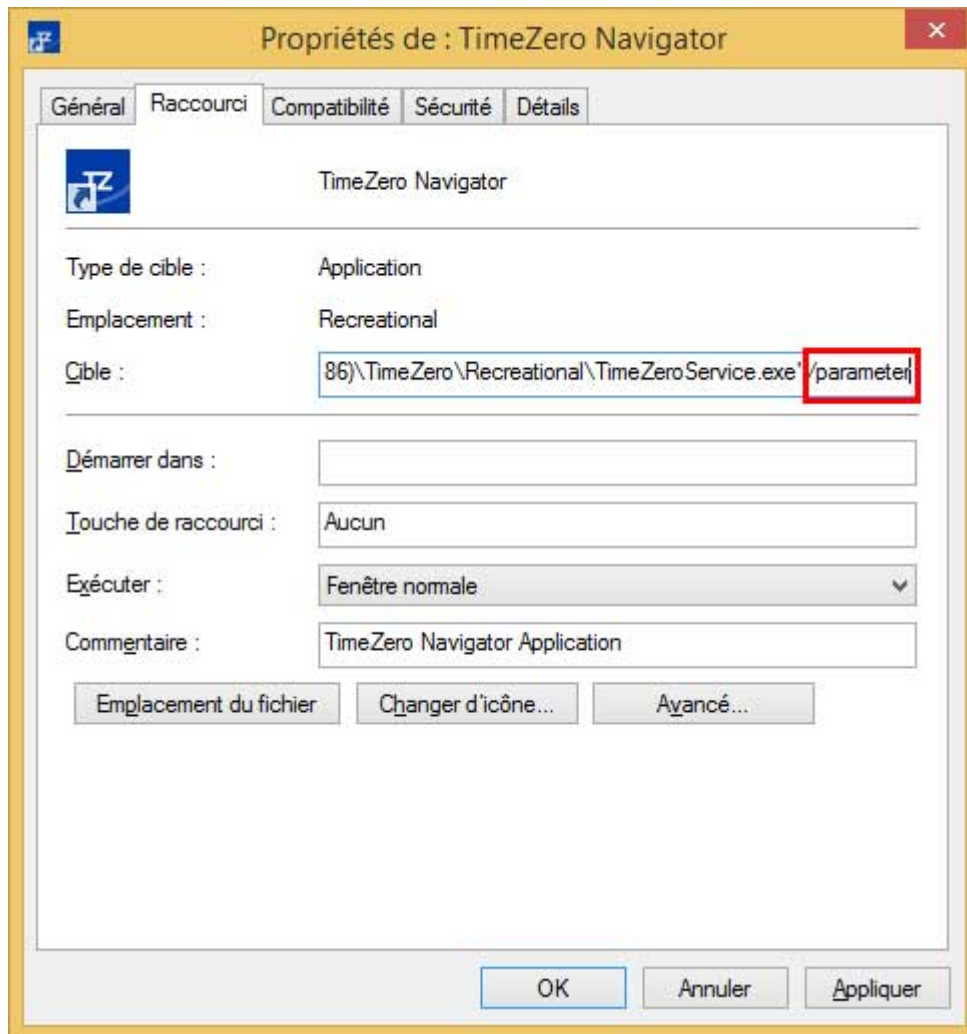 Propriétés de : TimeZero Navigator
Général Raccourci Compatibilité Sécurité Détails
TZ
TimeZero Navigator
Type de cible : Application
Emplacement : Recreational
Cible : 86)\TimeZero\Recreational\TimeZeroService.exe" /parameter
Démarrer dans :
Touche de raccourci : Aucun
Exécuter : Fenêtre normale
Commentaire : TimeZero Navigator Application
Emplacement du fichier Changer d'icône... Avancé...
OK Annuler Appliquer